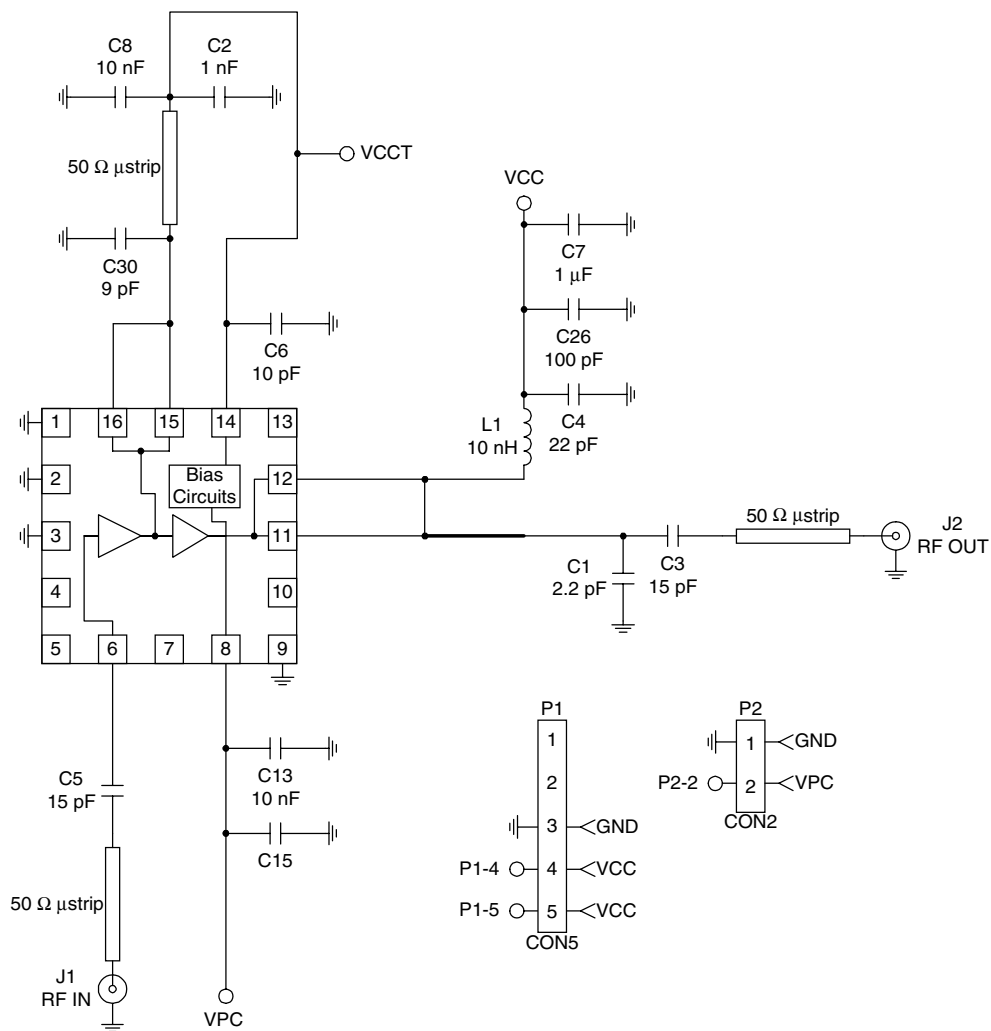 C8
10 nF
C2
1 nF
50 Ω μstrip
VCCT
C30
9 pF
VCC
C7
1 μF
C26
100 pF
C6
10 pF
C4
22 pF
L1
10 nH
1
16
15
14
13
2
Bias
Circuits
12
3
11
4
10
5
6
7
8
9
C1
2.2 pF
C3
15 pF
50 Ω μstrip
J2
RF OUT
C5
15 pF
C13
10 nF
C15
50 Ω μstrip
J1
RF IN
VPC
P1
1
2
3
GND
P1-4
4
VCC
P1-5
5
VCC
CON5
P2
1
GND
P2-2
2
VPC
CON2